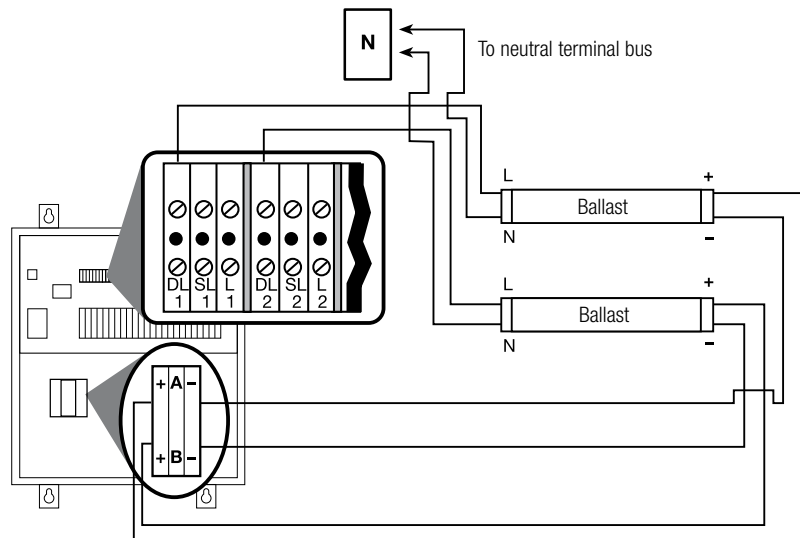 N
To neutral terminal bus
L +
Ballast
N –
DL SL L DL SL L
1 1 1 2 2 2
L +
Ballast
N –
+ A –
+ B –